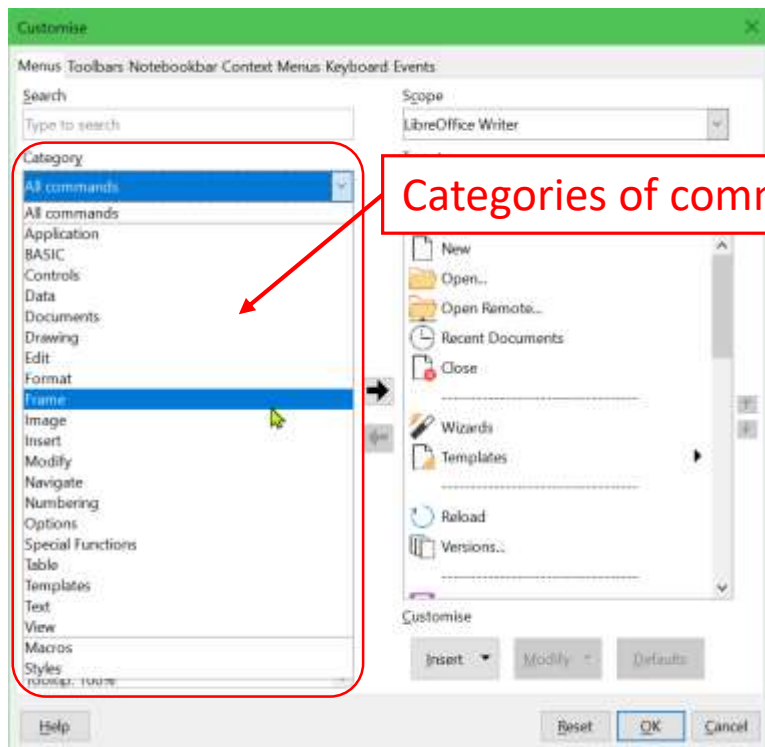 Customise
Menus Toolbars Notebookbar Context Menus Keyboard Events
Search
Type to search
Category
All commands
All commands
Application
BASIC
Controls
Data
Documents
Drawing
Edit
Format
Frame
Image
Insert
Modify
Navigate
Numbering
Options
Special Functions
Table
Templates
Text
View
Macros
Styles
Scope
LibreOffice Writer
Categories of
New
Open...
Open Remote...
Recent Documents
Close
Wizards
Templates
Reload
Versions...
Customise
Insert
Modify
Defaults
Help
Reset
OK
Cancel